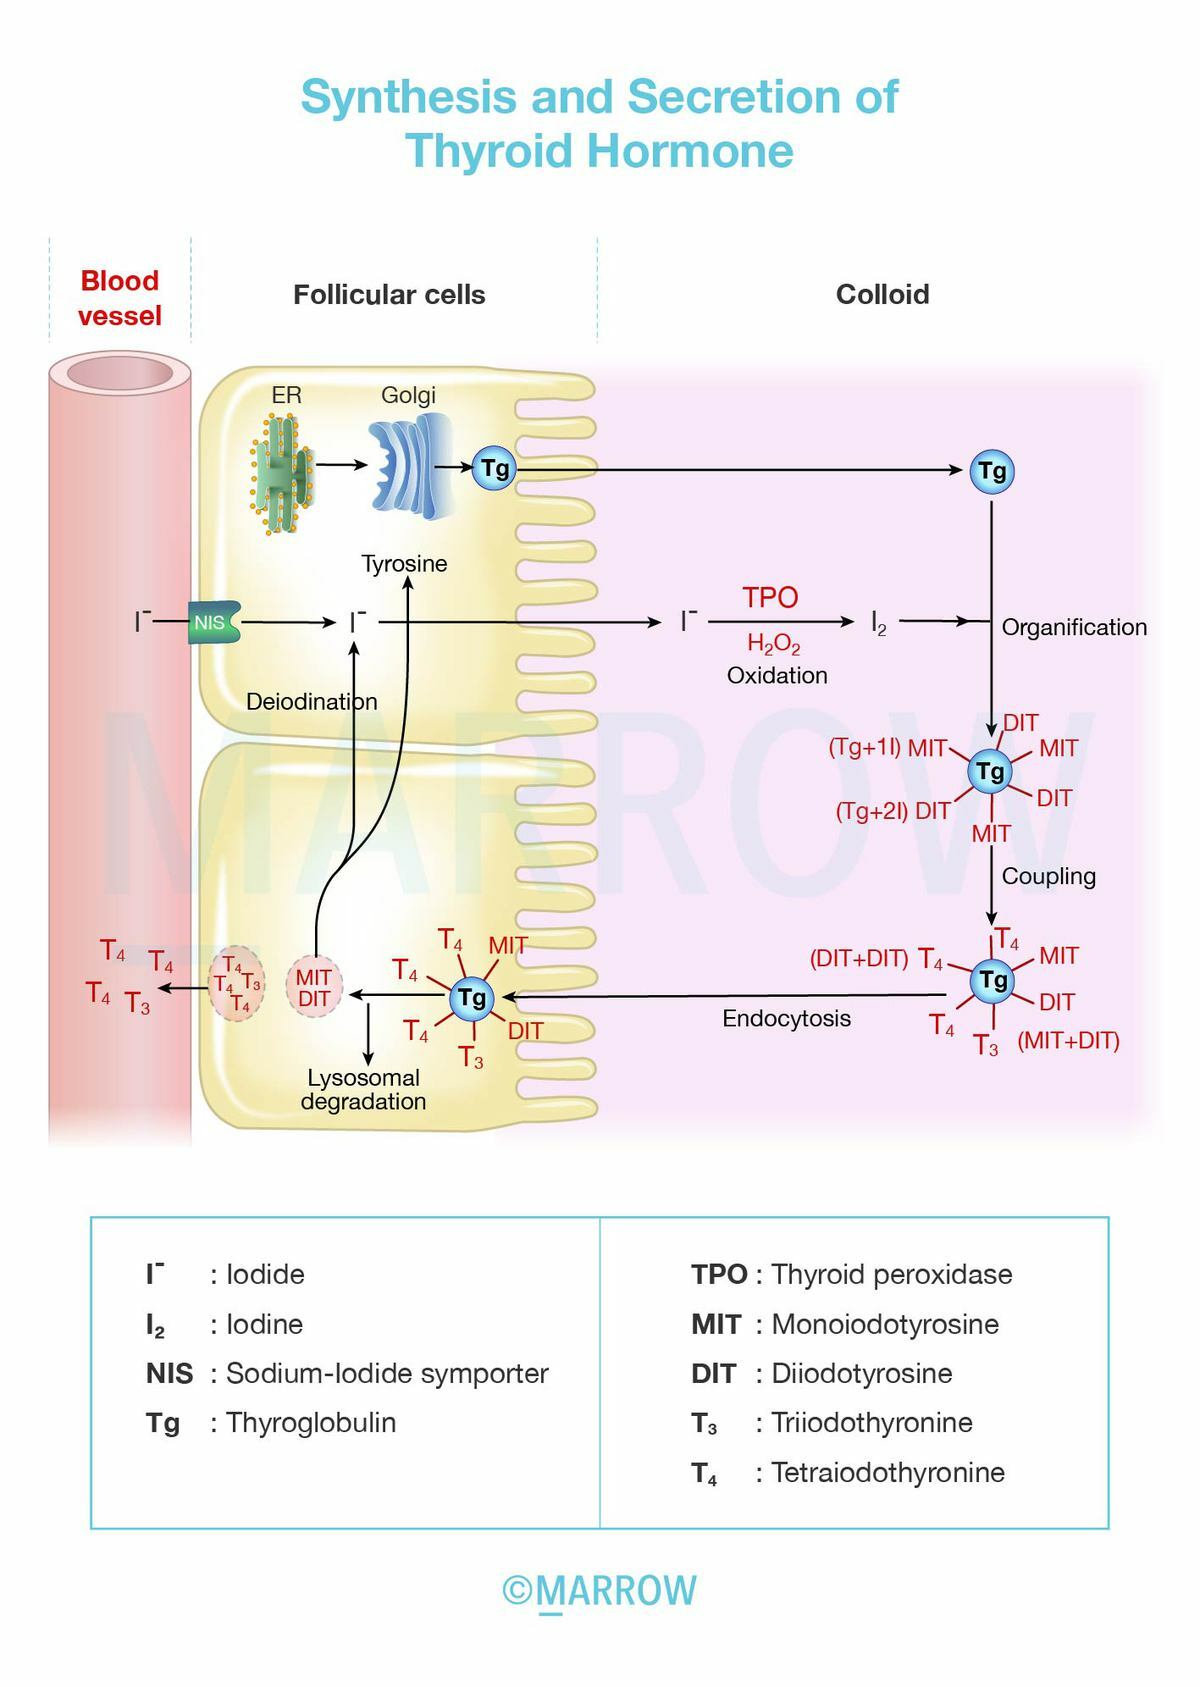 Synthesis and Secretion of
Thyroid Hormone
Blood
vessel
Follicular cells
Colloid
ER
Golgi
Tg
Tg
Tyrosine
I⁻
NIS
I⁻
I⁻
TPO
H₂O₂
Oxidation
I₂
Organification
Deiodination
DIT
(Tg+1I) MIT
MIT
Tg
(Tg+2I) DIT
DIT
MIT
Coupling
MARROW
T₄ T₄
T₄ T₃
T₄
T₄ T₃
T₄
MIT
DIT
T₄ MIT
T₄
Tg
T₄ DIT
T₃
Lysosomal
degradation
Endocytosis
T₄
(DIT+DIT) T₄ MIT
Tg
DIT
T₄
T₃ (MIT+DIT)
I⁻ : Iodide
I₂ : Iodine
NIS : Sodium-Iodide symporter
Tg : Thyroglobulin
TPO : Thyroid peroxidase
MIT : Monoiodotyrosine
DIT : Diiodotyrosine
T₃ : Triiodothyronine
T₄ : Tetraiodothyronine
©MARROW